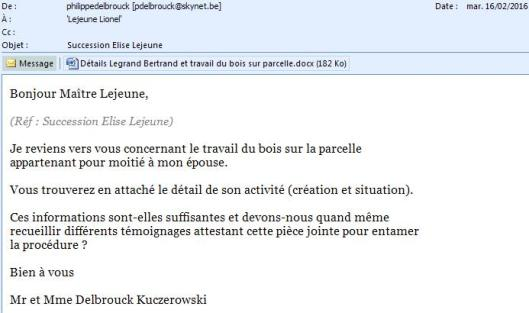 De : philippedelbrouck [pdelbrouck@skynet.be] Date : mar. 16/02/2016
À : 'Lejeune Lionel'
Cc :
Objet : Succession Elise Lejeune
Message Détails Legrand Bertrand et travail du bois sur parcelle.docx (182 Ko)
Bonjour Maître Lejeune,
(Réf : Succession Elise Lejeune)
Je reviens vers vous concernant le travail du bois sur la parcelle
appartenant pour moitié à mon épouse.
Vous trouverez en attaché le détail de son activité (création et situation).
Ces informations sont-elles suffisantes et devons-nous quand même
recueillir différents témoignages attestant cette pièce jointe pour entamer
la procédure ?
Bien à vous
Mr et Mme Delbrouck Kuczerowski